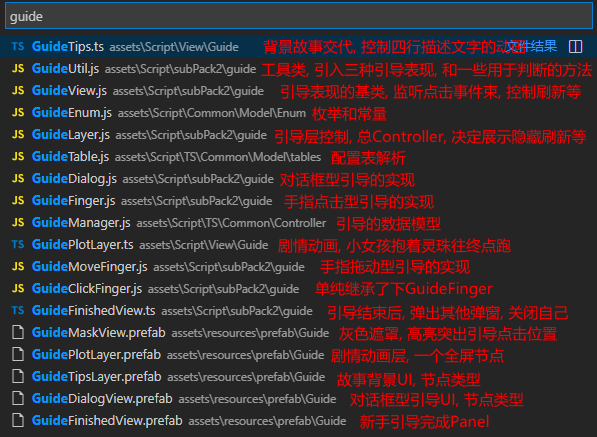 guide
TS GuideTips.ts assets\Script\View\Guide 背景故事交代, 控制四行描述文字的动 文件结果
JS GuideUtil.js assets\Script\subPack2\guide 工具类, 引入三种引导表现, 和一些用于判断的方法
JS GuideView.js assets\Script\subPack2\guide 引导表现的基类, 监听点击事件束, 控制刷新等
JS GuideEnum.js assets\Script\Common\Model\Enum 枚举和常量
JS GuideLayer.js assets\Script\subPack2\guide 引导层控制, 总Controller, 决定展示隐藏刷新等
JS GuideTable.js assets\Script\TS\Common\Model\tables 配置表解析
JS GuideDialog.js assets\Script\subPack2\guide 对话框型引导的实现
JS GuideFinger.js assets\Script\subPack2\guide 手指点击型引导的实现
JS GuideManager.js assets\Script\TS\Common\Controller 引导的数据模型
TS GuidePlotLayer.ts assets\Script\View\Guide 剧情动画, 小女孩抱着灵珠往终点跑
JS GuideMoveFinger.js assets\Script\subPack2\guide 手指拖动型引导的实现
JS GuideClickFinger.js assets\Script\subPack2\guide 单纯继承了下GuideFinger
TS GuideFinishedView.ts assets\Script\View\Guide 引导结束后, 弹出其他弹窗, 关闭自己
GuideMaskView.prefab assets\resources\prefab\Guide 灰色遮罩, 高亮突出引导点击位置
GuidePlotLayer.prefab assets\resources\prefab\Guide 剧情动画层, 一个全屏节点
GuideTipsLayer.prefab assets\resources\prefab\Guide 故事背景UI, 节点类型
GuideDialogView.prefab assets\resources\prefab\Guide 对话框型引导UI, 节点类型
GuideFinishedView.prefab assets\resources\prefab\Guide 新手引导完成Panel